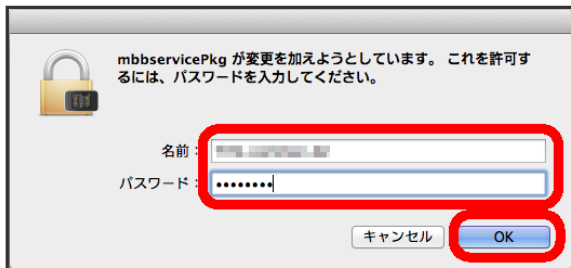 mbbservicePkg が変更を加えようとしています。 これを許可す
るには、パスワードを入力してください。
名前：
パスワード：
キャンセル
OK